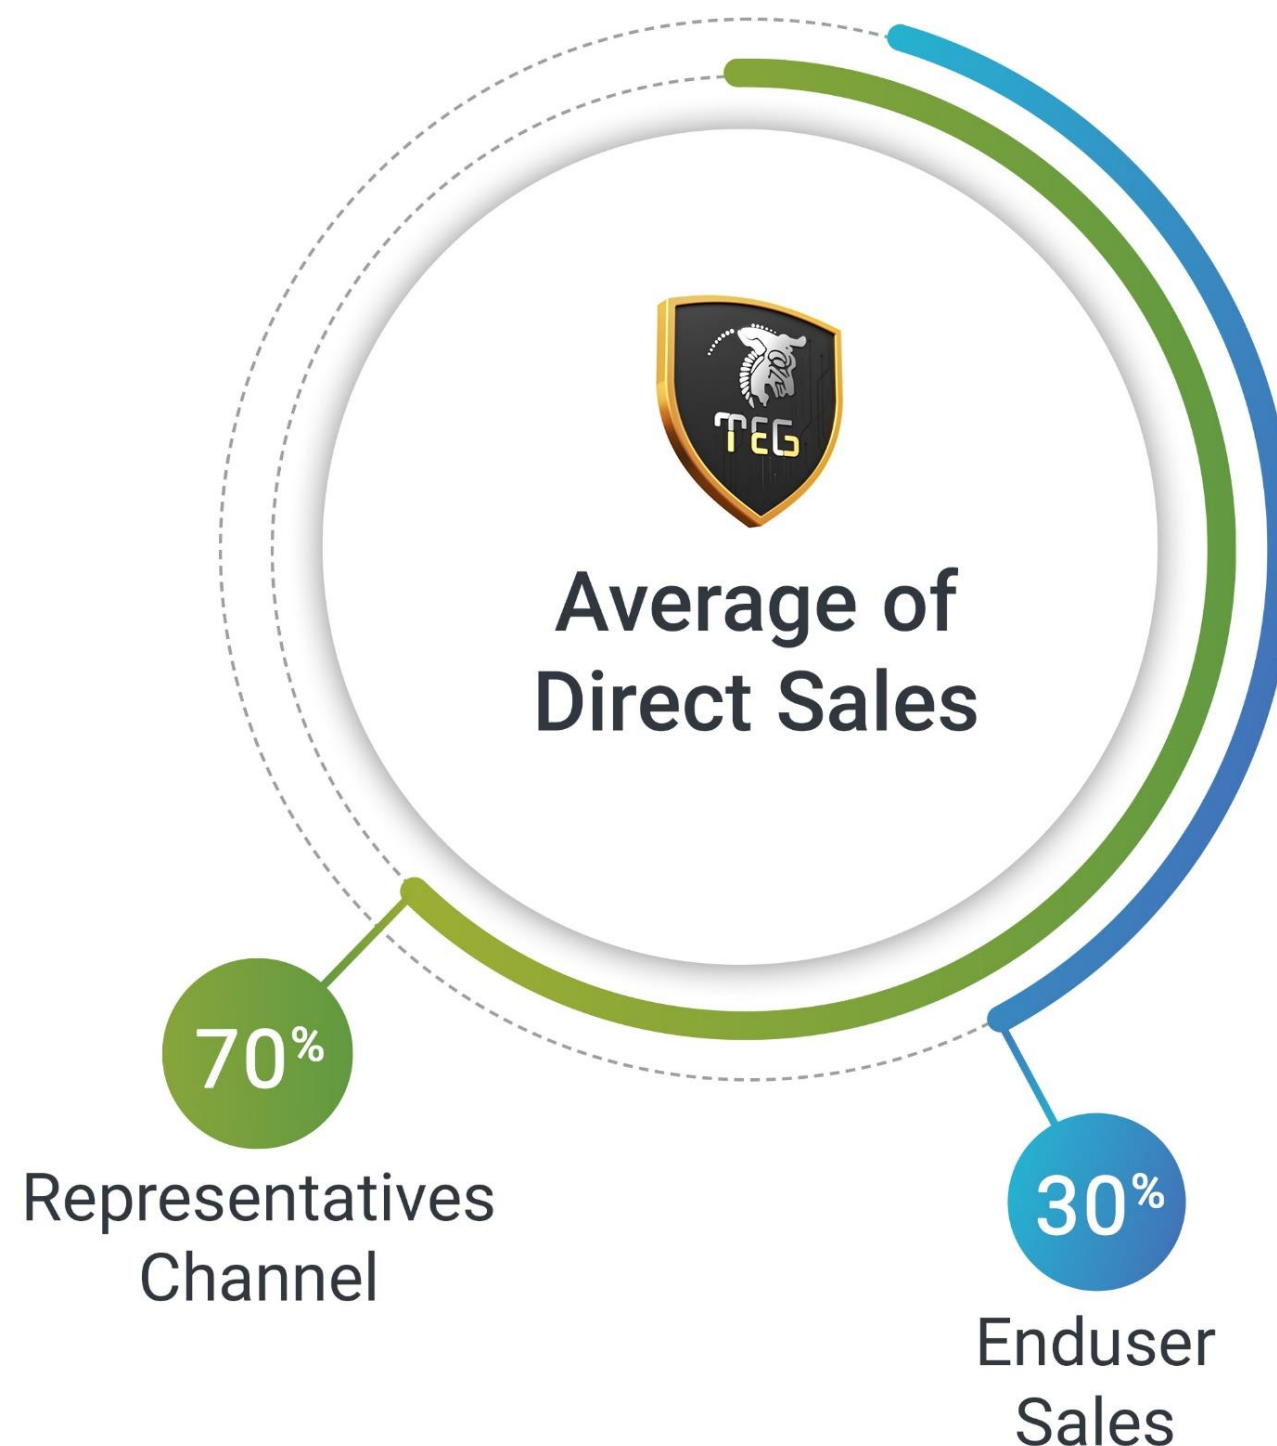 TEG
Average of
Direct Sales
70%
Representatives
Channel
30%
Enduser
Sales